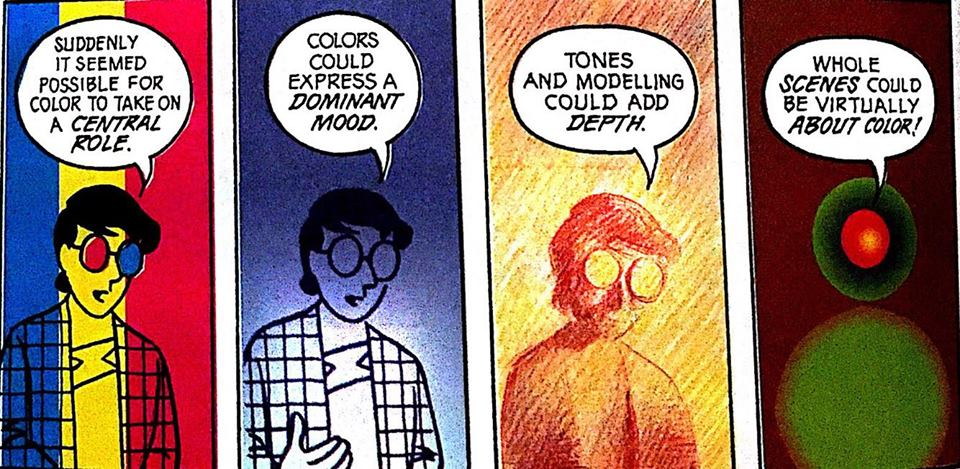 SUDDENLY
IT SEEMED
POSSIBLE FOR
COLOR TO TAKE ON
A CENTRAL
ROLE.
COLORS
COULD
EXPRESS A
DOMINANT
MOOD.
TONES
AND MODELLING
COULD ADD
DEPTH.
WHOLE
SCENES COULD
BE VIRTUALLY
ABOUT COLOR!